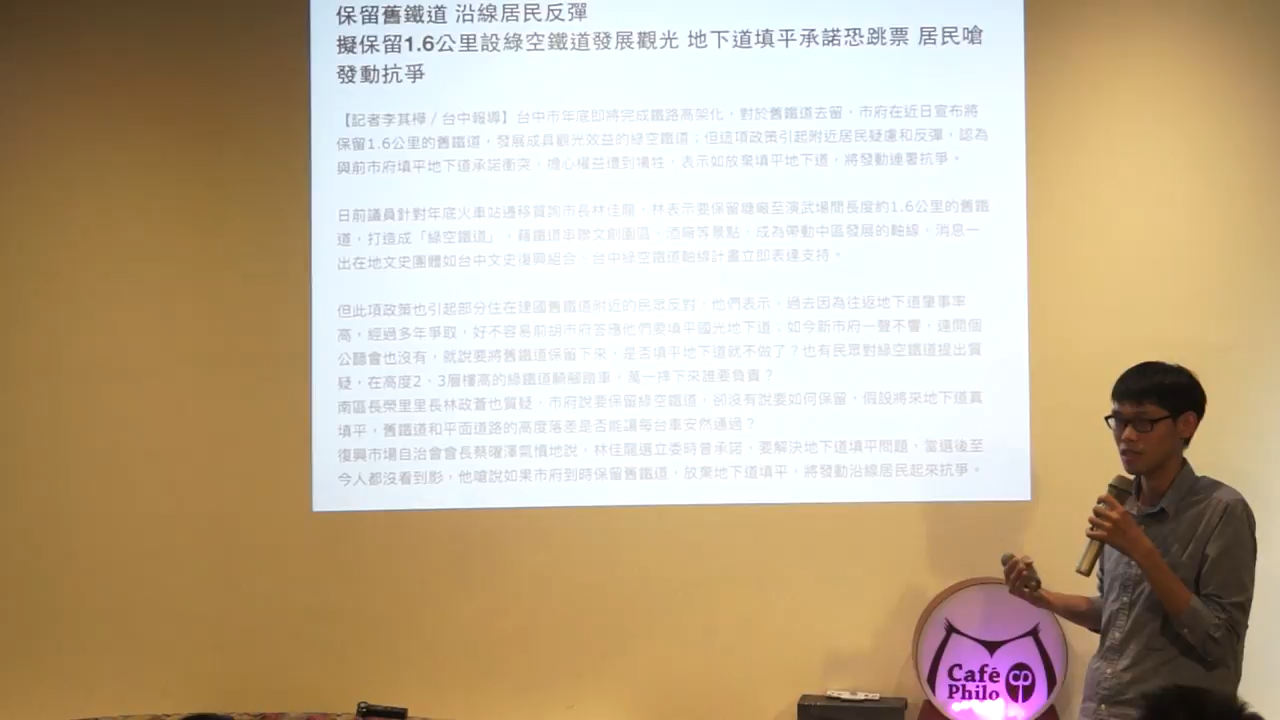 保留舊鐵道 沿線居民反彈
擬保留1.6公里設綠空鐵道發展觀光 地下道填平承諾恐跳票 居民嗆
發動抗爭
【記者李其樺／台中報導】台中市年底即將完成鐵路高架化，對於舊鐵道去留，市府在近日宣布將
保留1.6公里的舊鐵道，發展成具觀光效益的綠空鐵道；但這項政策引起附近居民疑慮和反彈，認為
與前市府填平地下道承諾衝突，擔心權益遭到犧牲，表示如放棄填平地下道，將發動連署抗爭。
日前議員針對年底火車站遷移質詢市長林佳龍，林表示要保留糖廠至演武場間長度約1.6公里的舊鐵
道，打造成「綠空鐵道」，藉鐵道串聯文創園區、酒廠等景點，成為帶動中區發展的軸線，消息一
出在地文史團體如台中文史復興組合、台中綠空鐵道軸線計畫立即表達支持。
但此項政策也引起部分住在建國舊鐵道附近的民眾反對，他們表示，過去因為往返地下道肇事率
高，經過多年爭取，好不容易前胡市府答應他們要填平國光地下道；如今新市府一聲不響，連開個
公聽會也沒有，就說要將舊鐵道保留下來，是否填平地下道就不做了？也有民眾對綠空鐵道提出質
疑，在高度2、3層樓高的綠鐵道騎腳踏車，萬一摔下來誰要負責？
南區長榮里里長林政蒼也質疑，市府說要保留綠空鐵道，卻沒有說要如何保留，假設將來地下道真
填平，舊鐵道和平面道路的高度落差是否能讓每台車安然通過？
復興市場自治會會長蔡曜澤氣憤地說，林佳龍選立委時曾承諾，要解決地下道填平問題，當選後至
今人都沒看到影，他嗆說如果市府到時保留舊鐵道，放棄地下道填平，將發動沿線居民起來抗爭。
Café
Philo